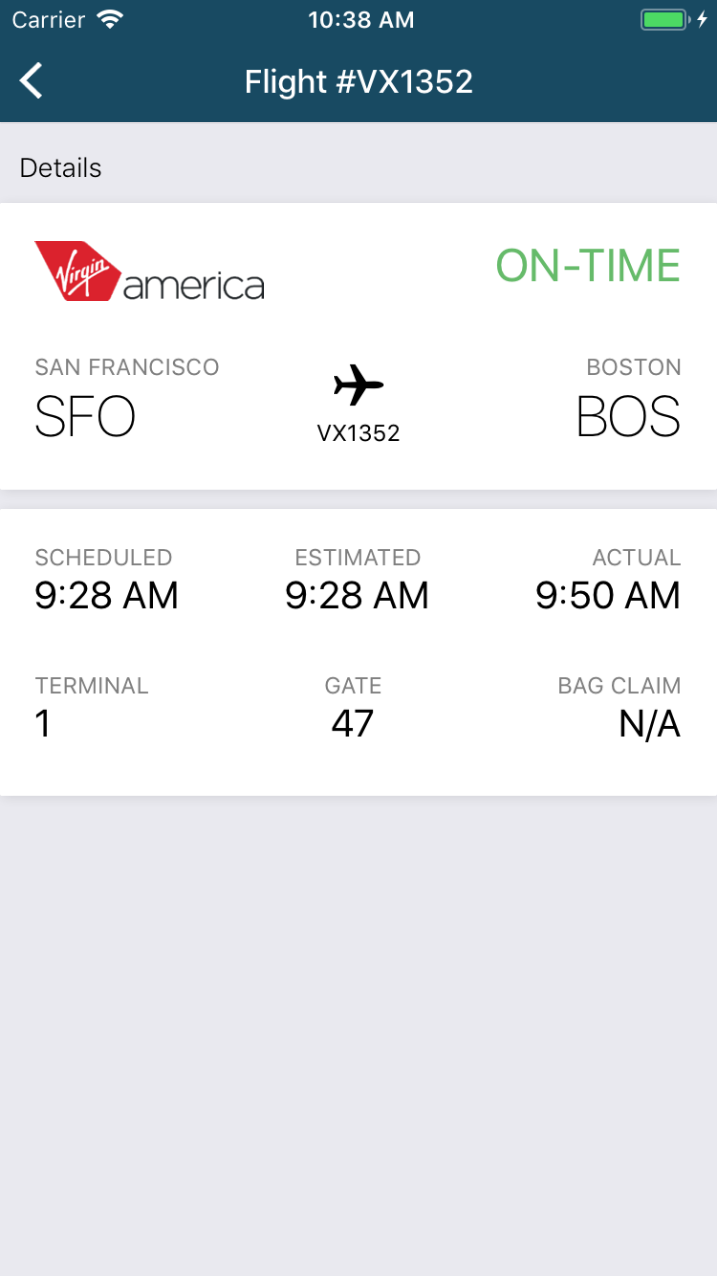 Carrier 10:38 AM
Flight #VX1352
Details
Virgin america ON-TIME
SAN FRANCISCO BOSTON
SFO BOS
VX1352
SCHEDULED ESTIMATED ACTUAL
9:28 AM 9:28 AM 9:50 AM
TERMINAL GATE BAG CLAIM
1 47 N/A